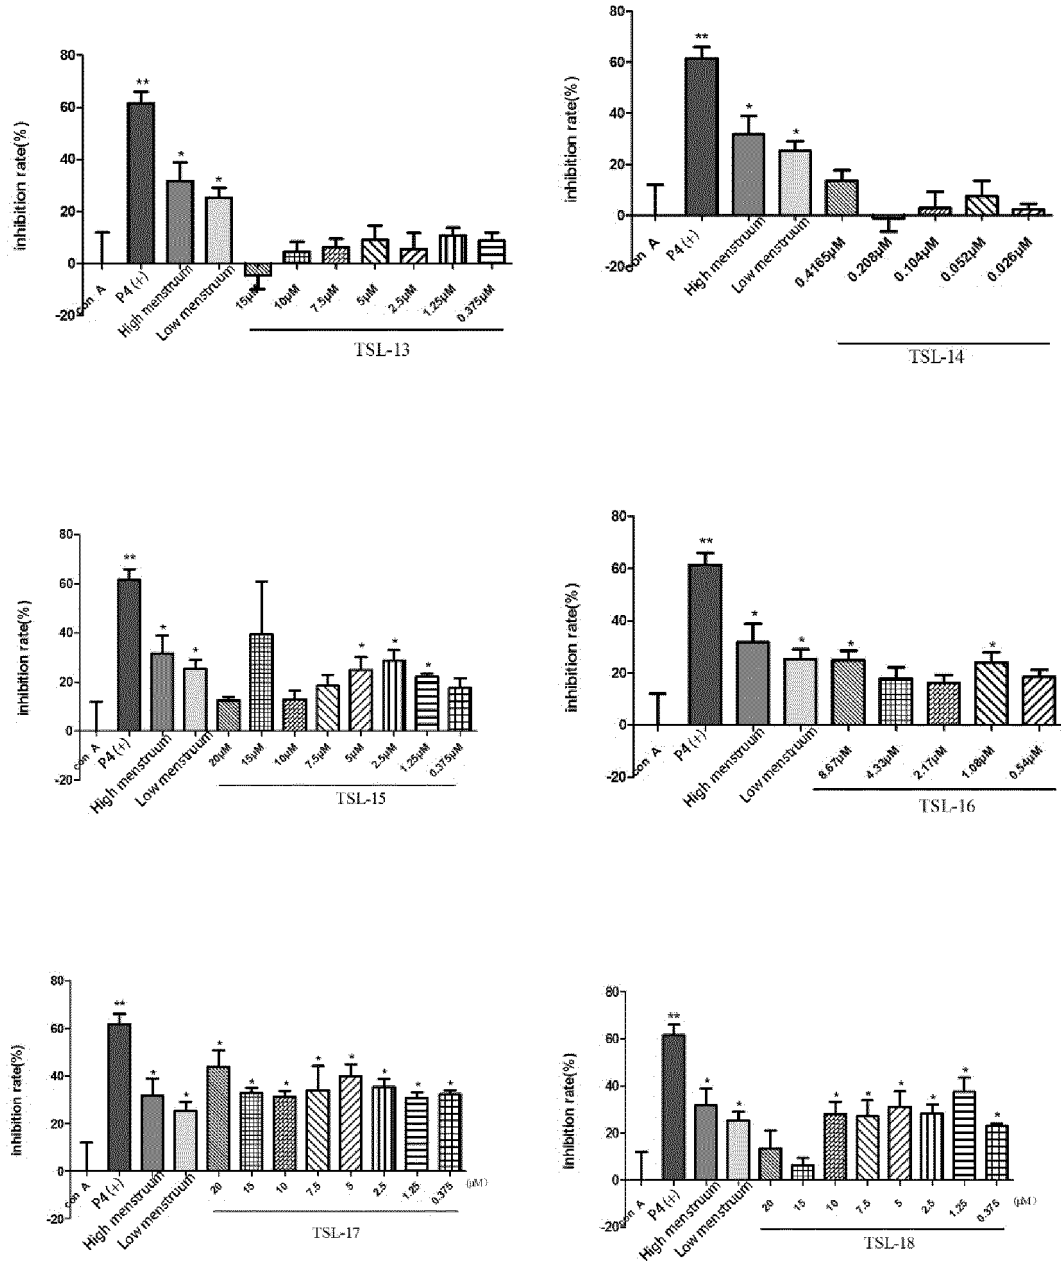 80
60
40
20
0
-20
inhibition rate(%)
**
*
*
con A
P4 (+)
High menstruum
Low menstruum
15μM
10μM
7.5μM
5μM
2.5μM
1.25μM
0.375μM
TSL-13
80
60
40
20
0
-20
inhibition rate(%)
**
*
*
con A
P4 (+)
High menstruum
Low menstruum
0.4165μM
0.208μM
0.104μM
0.052μM
0.026μM
TSL-14
80
60
40
20
0
-20
inhibition rate(%)
**
*
*
*
*
*
con A
P4 (+)
High menstruum
Low menstruum
20μM
15μM
10μM
7.5μM
5μM
2.5μM
1.25μM
0.375μM
TSL-15
80
60
40
20
0
-20
inhibition rate(%)
**
*
*
*
*
con A
P4 (+)
High menstruum
Low menstruum
8.67μM
4.33μM
2.17μM
1.08μM
0.54μM
TSL-16
80
60
40
20
0
-20
inhibition rate(%)
**
*
*
*
*
*
*
*
*
*
*
con A
P4 (+)
High menstruum
Low menstruum
20
15
10
7.5
5
2.5
1.25
0.375
(μM)
TSL-17
80
60
40
20
0
-20
inhibition rate(%)
**
*
*
*
*
*
*
*
*
con A
P4 (+)
High menstruum
Low menstruum
20
15
10
7.5
5
2.5
1.25
0.375
(μM)
TSL-18